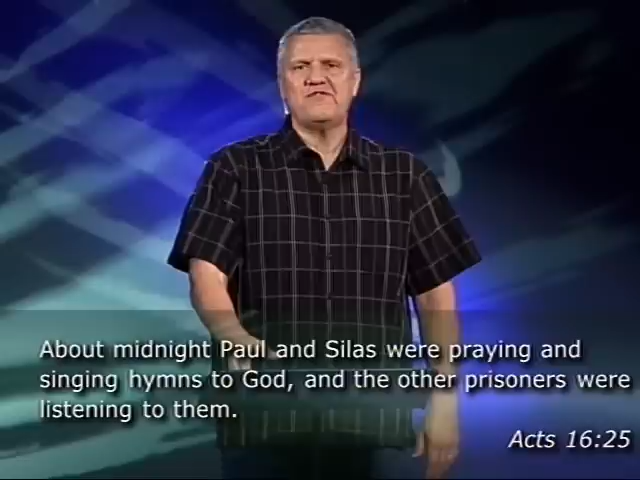 About midnight Paul and Silas were praying and
singing hymns to God, and the other prisoners were
listening to them.
Acts 16:25